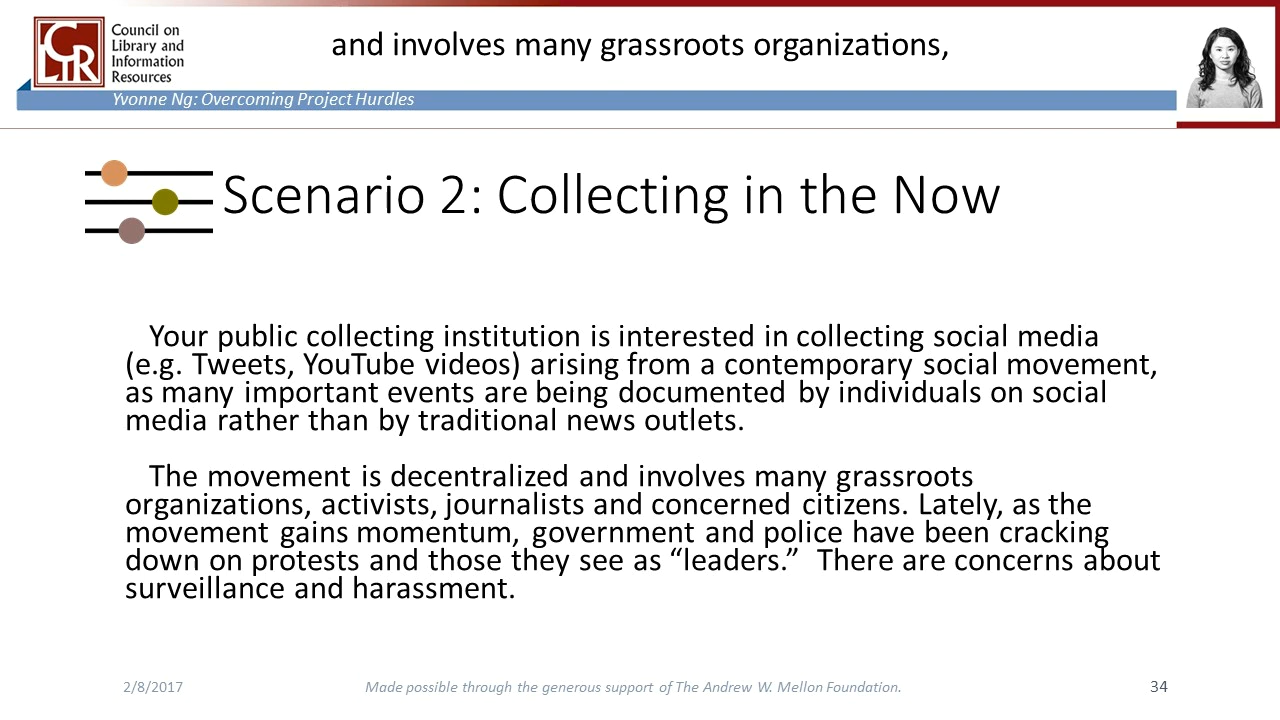 Council on
Library and
Information
Resources
and involves many grassroots organizations,
Yvonne Ng: Overcoming Project Hurdles
Scenario 2: Collecting in the Now
Your public collecting institution is interested in collecting social media
(e.g. Tweets, YouTube videos) arising from a contemporary social movement,
as many important events are being documented by individuals on social
media rather than by traditional news outlets.
The movement is decentralized and involves many grassroots
organizations, activists, journalists and concerned citizens. Lately, as the
movement gains momentum, government and police have been cracking
down on protests and those they see as “leaders.” There are concerns about
surveillance and harassment.
2/8/2017
Made possible through the generous support of The Andrew W. Mellon Foundation.
34